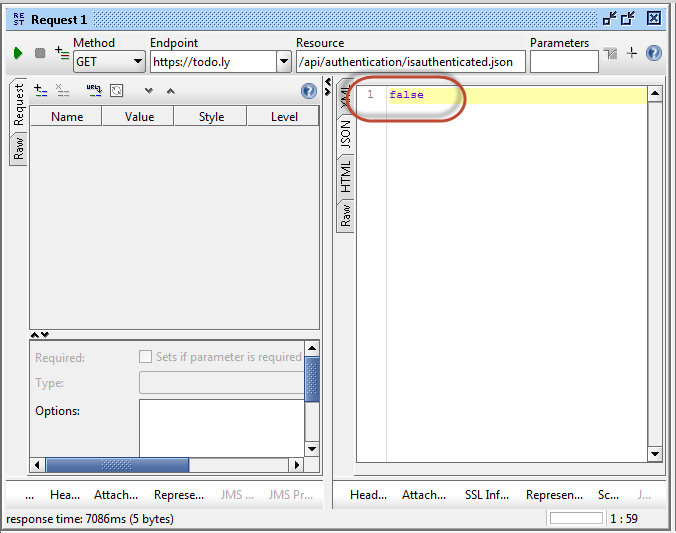 RE ST Request 1
Method Endpoint Resource Parameters
GET https://todo.ly /api/authentication/isauthenticated.json
Request
Raw
Name Value Style Level
Required: Sets if parameter is required
Type:
Options:
... Hea... Attach... Represe... JMS ... JMS Pr...
XML
JSON
HTML
Raw
1 false
Head... Attach... SSL Inf... Represen... Sc... J...
response time: 7086ms (5 bytes)
1 : 59